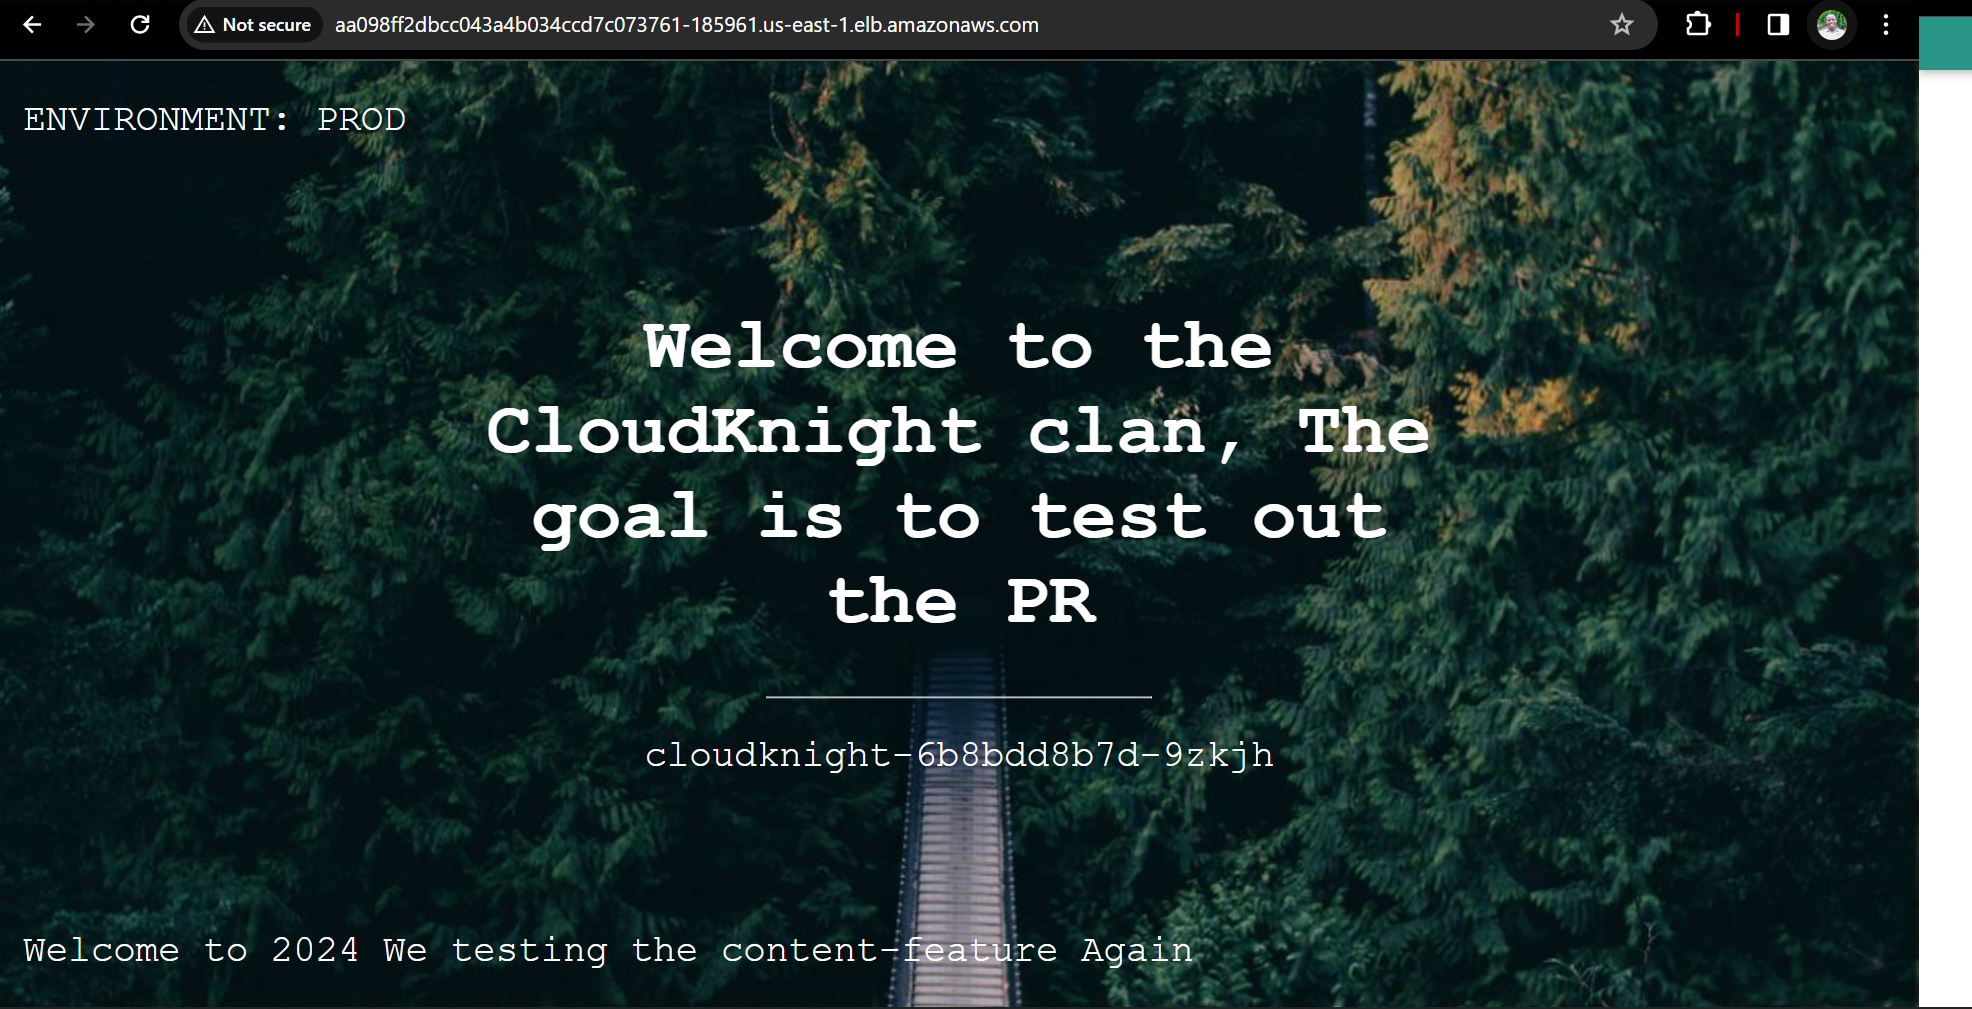 Not secure aa098ff2dbcc043a4b034ccd7c073761-185961.us-east-1.elb.amazonaws.com
ENVIRONMENT: PROD
Welcome to the
CloudKnight clan, The
goal is to test out
the PR
cloudknight-6b8bdd8b7d-9zkjh
Welcome to 2024 We testing the content-feature Again